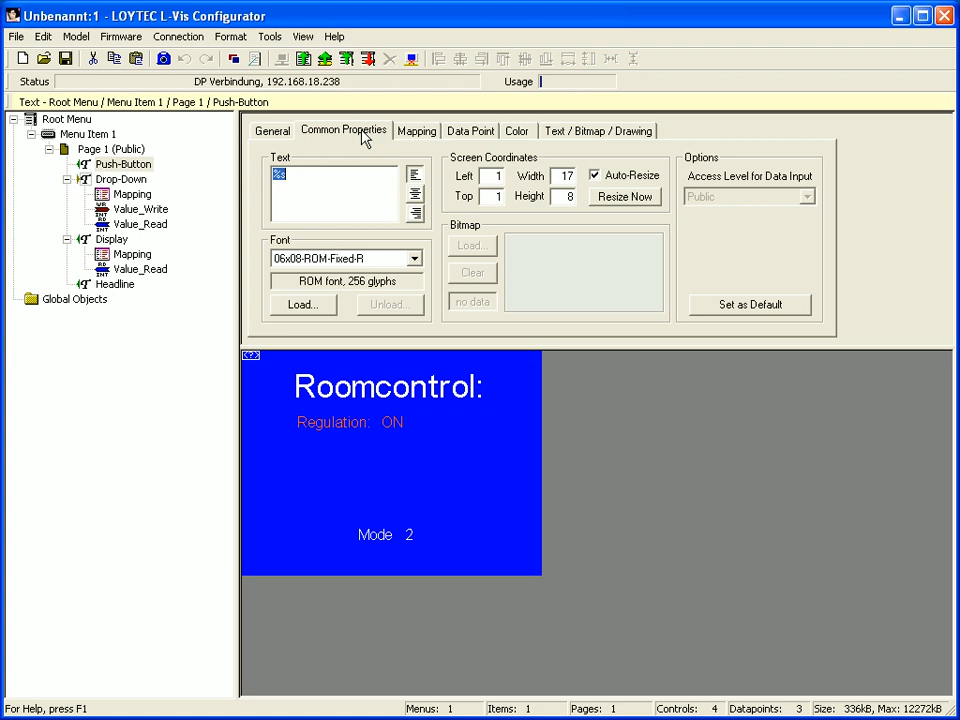 Unbenannt:1 - LOYTEC L-Vis Configurator
File Edit Model Firmware Connection Format Tools View Help
Status DP Verbindung, 192.168.18.238 Usage
Text - Root Menu / Menu Item 1 / Page 1 / Push-Button
Root Menu
Menu Item 1
Page 1 (Public)
Push-Button
Drop-Down
Mapping
Value_Write
Value_Read
Display
Mapping
Value_Read
Headline
Global Objects
General Common Properties Mapping Data Point Color Text / Bitmap / Drawing
Text
%s
Font
06x08-ROM-Fixed-R
ROM font, 256 glyphs
Load... Unload...
Screen Coordinates
Left 1 Width 17 Auto-Resize
Top 1 Height 8 Resize Now
Bitmap
Load...
Clear
no data
Options
Access Level for Data Input
Public
Set as Default
<?>
Roomcontrol:
Regulation: ON
Mode 2
For Help, press F1 Menus: 1 Items: 1 Pages: 1 Controls: 4 Datapoints: 3 Size: 336kB, Max: 12272kB